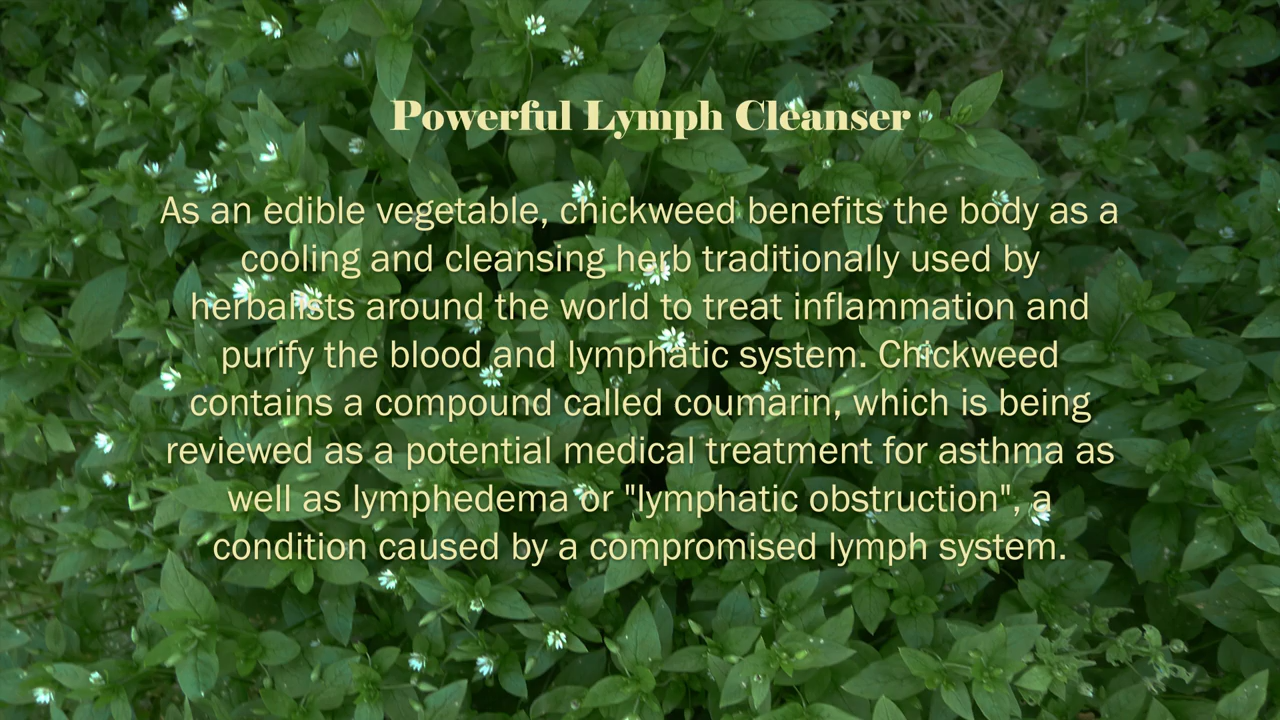 Powerful Lymph Cleanser
As an edible vegetable, chickweed benefits the body as a
cooling and cleansing herb traditionally used by
herbalists around the world to treat inflammation and
purify the blood and lymphatic system. Chickweed
contains a compound called coumarin, which is being
reviewed as a potential medical treatment for asthma as
well as lymphedema or "lymphatic obstruction", a
condition caused by a compromised lymph system.